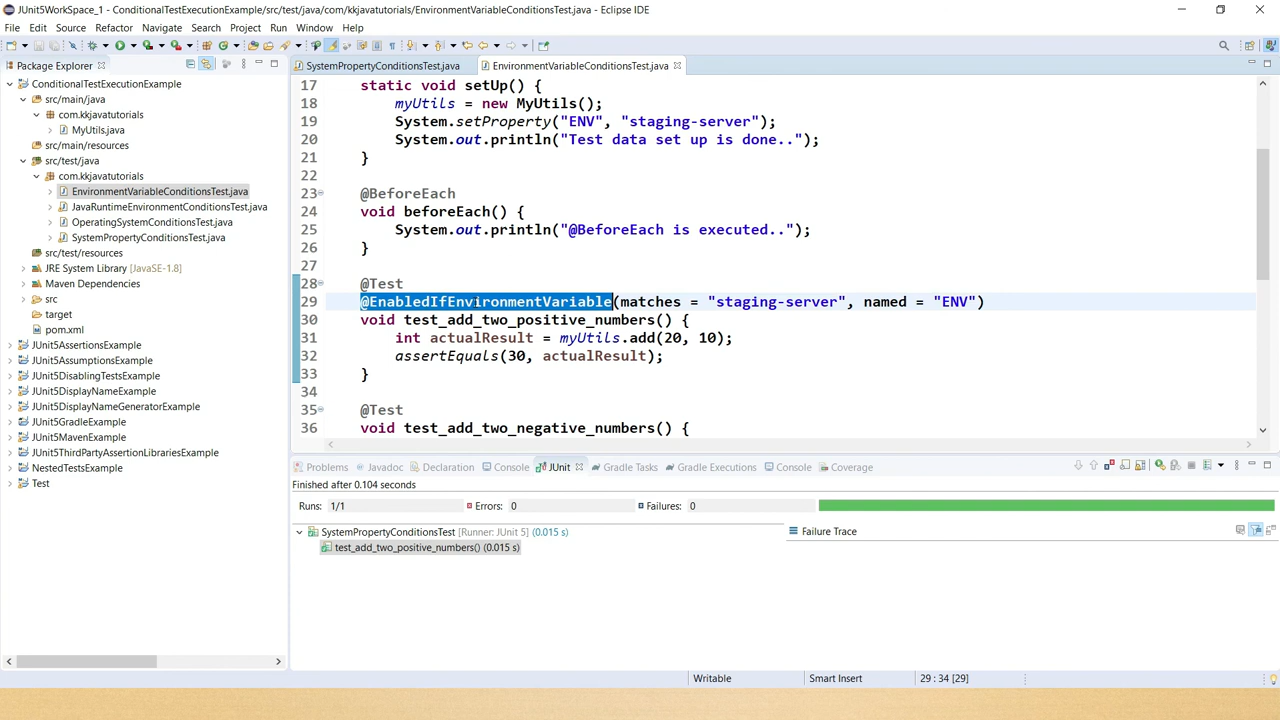 JUnit5WorkSpace_1 - ConditionalTestExecutionExample/src/test/java/com/kkjavatutorials/EnvironmentVariableConditionsTest.java - Eclipse IDE
File Edit Source Refactor Navigate Search Project Run Window Help
Package Explorer
ConditionalTestExecutionExample
src/main/java
com.kkjavatutorials
MyUtils.java
src/main/resources
src/test/java
com.kkjavatutorials
EnvironmentVariableConditionsTest.java
JavaRuntimeEnvironmentConditionsTest.java
OperatingSystemConditionsTest.java
SystemPropertyConditionsTest.java
src/test/resources
JRE System Library [JavaSE-1.8]
Maven Dependencies
src
target
pom.xml
JUnit5AssertionsExample
JUnit5AssumptionsExample
JUnit5DisablingTestsExample
JUnit5DisplayNameExample
JUnit5DisplayNameGeneratorExample
JUnit5GradleExample
JUnit5MavenExample
JUnit5ThirdPartyAssertionLibrariesExample
NestedTestsExample
Test
SystemPropertyConditionsTest.java EnvironmentVariableConditionsTest.java
17 static void setUp() {
18 myUtils = new MyUtils();
19 System.setProperty("ENV", "staging-server");
20 System.out.println("Test data set up is done..");
21 }
22
23 @BeforeEach
24 void beforeEach() {
25 System.out.println("@BeforeEach is executed..");
26 }
27
28 @Test
29 @EnabledIfEnvironmentVariable(matches = "staging-server", named = "ENV")
30 void test_add_two_positive_numbers() {
31 int actualResult = myUtils.add(20, 10);
32 assertEquals(30, actualResult);
33 }
34
35 @Test
36 void test_add_two_negative_numbers() {
Problems Javadoc Declaration Console JUnit Gradle Tasks Gradle Executions Console Coverage
Finished after 0.104 seconds
Runs: 1/1 Errors: 0 Failures: 0
SystemPropertyConditionsTest [Runner: JUnit 5] (0.015 s)
test_add_two_positive_numbers() (0.015 s)
Failure Trace
Writable Smart Insert 29 : 34 [29]